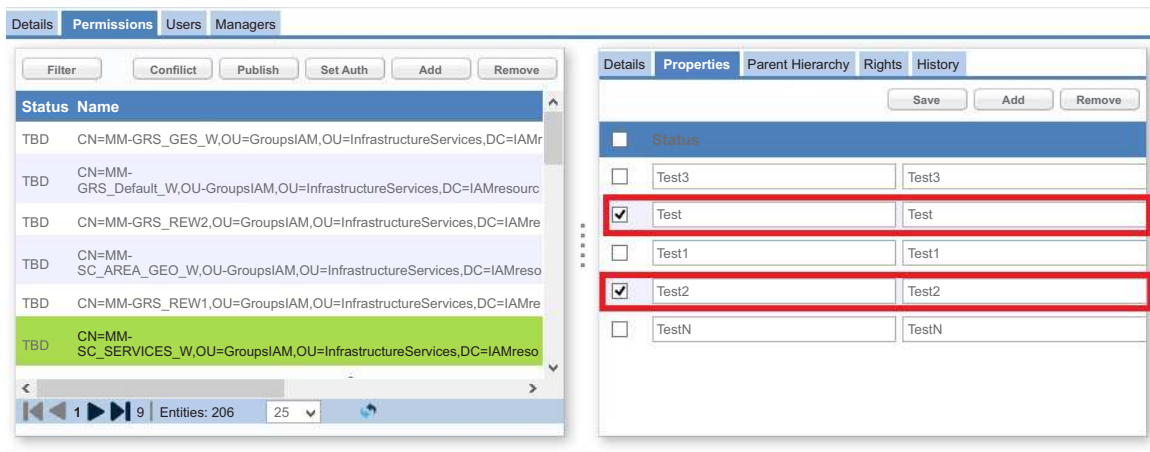 Details Permissions Users Managers
Filter Confilict Publish Set Auth Add Remove
Status Name
TBD CN=MM-GRS_GES_W,OU=GroupsIAM,OU=InfrastructureServices,DC=IAMr
TBD CN=MM-
GRS_Default_W,OU-GroupsIAM,OU=InfrastructureServices,DC=IAMresourc
TBD CN=MM-GRS_REW2,OU=GroupsIAM,OU=InfrastructureServices,DC=IAMre
TBD CN=MM-
SC_AREA_GEO_W,OU-GroupsIAM,OU=InfrastructureServices,DC=IAMreso
TBD CN=MM-GRS_REW1,OU=GroupsIAM,OU=InfrastructureServices,DC=IAMre
TBD CN=MM-
SC_SERVICES_W,OU=GroupsIAM,OU=InfrastructureServices,DC=IAMreso
1 9 Entities: 206 25
Details Properties Parent Hierarchy Rights History
Save Add Remove
Status
Test3 Test3
Test Test
Test1 Test1
Test2 Test2
TestN TestN